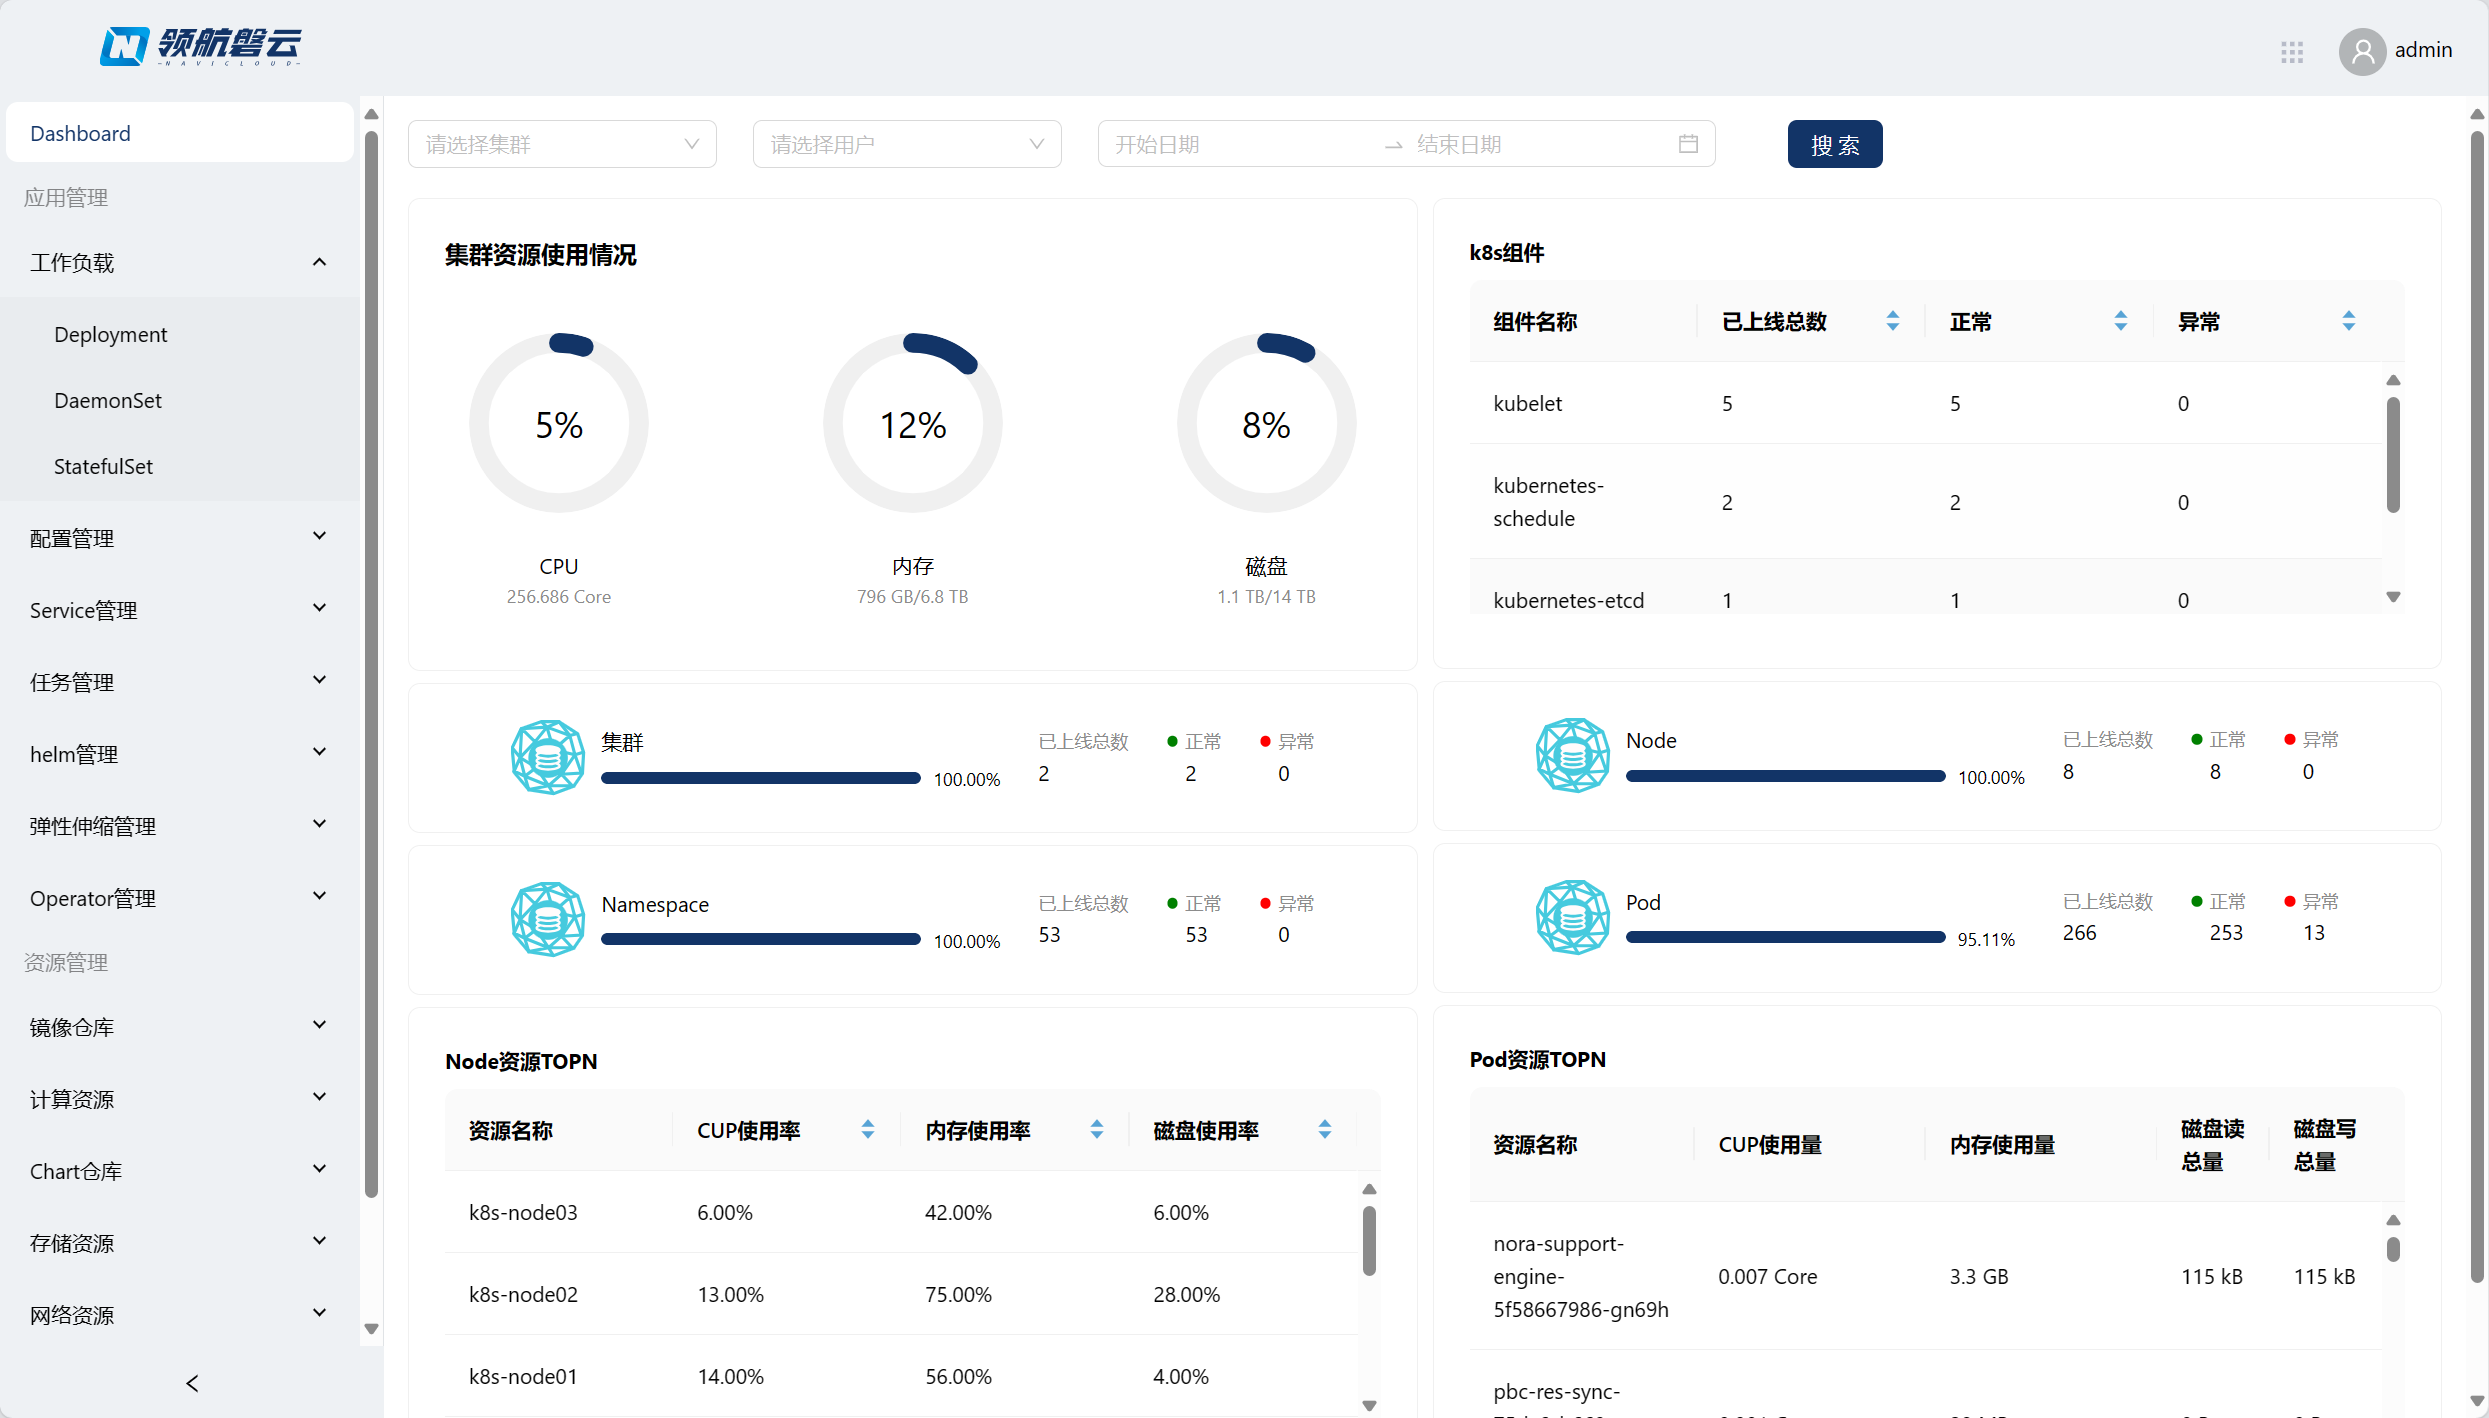 领航磐云
NAVICLOUD
admin
Dashboard
应用管理
工作负载
Deployment
DaemonSet
StatefulSet
配置管理
Service管理
任务管理
helm管理
弹性伸缩管理
Operator管理
资源管理
镜像仓库
计算资源
Chart仓库
存储资源
网络资源
请选择集群 请选择用户 开始日期 结束日期 搜 索
集群资源使用情况
5% 12% 8%
CPU 内存 磁盘
256.686 Core 796 GB/6.8 TB 1.1 TB/14 TB
k8s组件
组件名称 已上线总数 正常 异常
kubelet 5 5 0
kubernetes-
schedule 2 2 0
kubernetes-etcd 1 1 0
集群 已上线总数 正常 异常
100.00% 2 2 0
Node 已上线总数 正常 异常
100.00% 8 8 0
Namespace 已上线总数 正常 异常
100.00% 53 53 0
Pod 已上线总数 正常 异常
95.11% 266 253 13
Node资源TOPN
资源名称 CUP使用率 内存使用率 磁盘使用率
k8s-node03 6.00% 42.00% 6.00%
k8s-node02 13.00% 75.00% 28.00%
k8s-node01 14.00% 56.00% 4.00%
Pod资源TOPN
资源名称 CUP使用量 内存使用量 磁盘读 磁盘写
总量 总量
nora-support-
engine- 0.007 Core 3.3 GB 115 kB 115 kB
5f58667986-gn69h
pbc-res-sync-